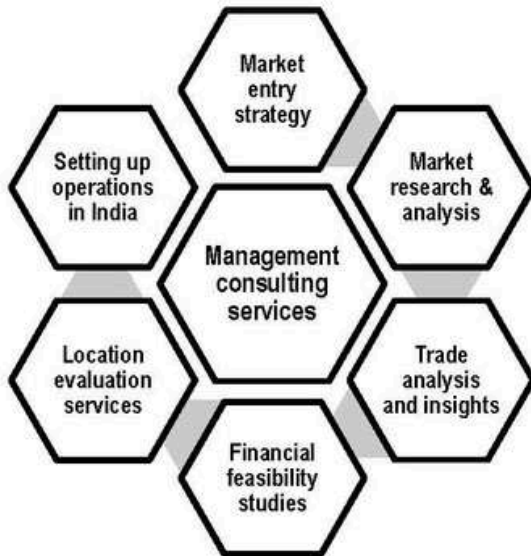 Market
entry
strategy
Setting up
operations
in India
Market
research &
analysis
Management
consulting
services
Location
evaluation
services
Trade
analysis
and insights
Financial
feasibility
studies